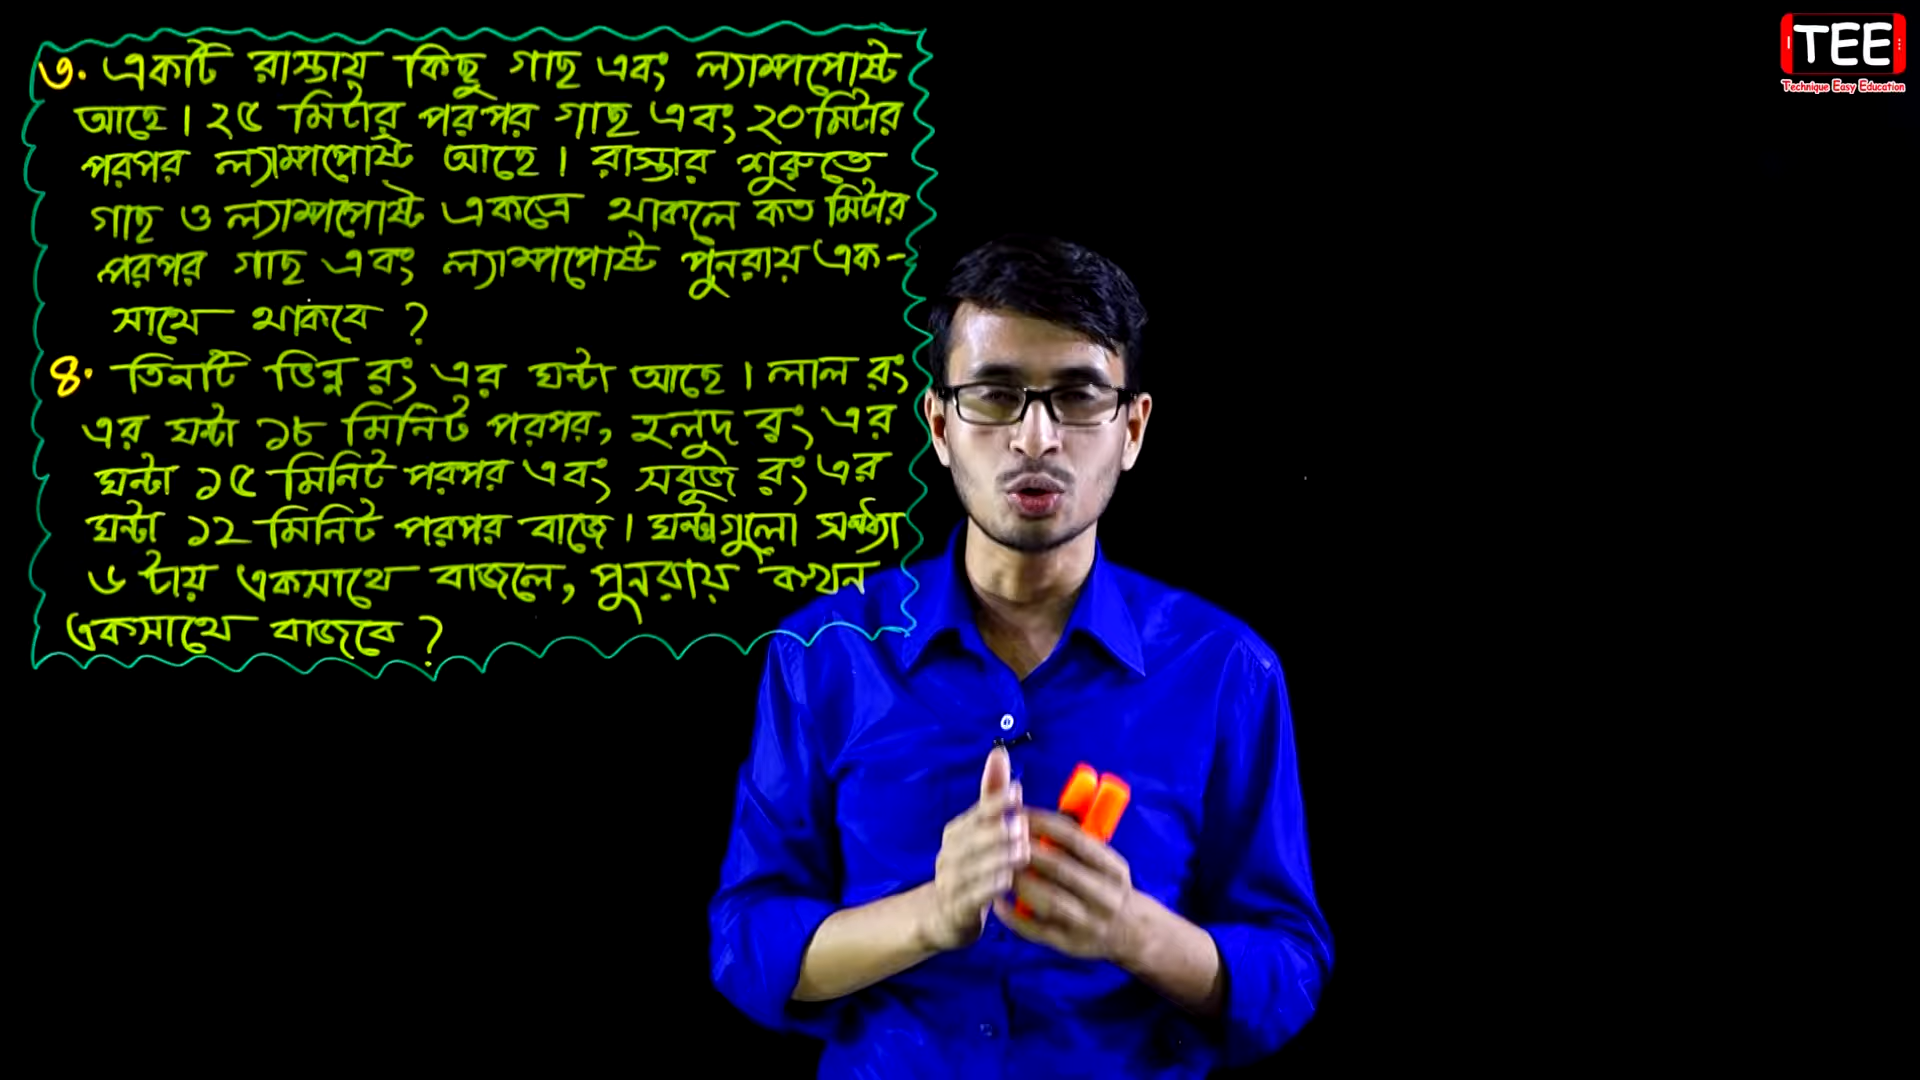 ৩. একটি রাস্তায় কিছু গাছ এবং ল্যাম্পপোষ্ট
আছে। ২৫ মিটার পরপর গাছ এবং ২০ মিটার
পরপর ল্যাম্পপোষ্ট আছে। রাস্তার শুরুতে
গাছ ও ল্যাম্পপোষ্ট একত্রে থাকলে কত মিটার
পরপর গাছ এবং ল্যাম্পপোষ্ট পুনরায় এক-
সাথে থাকবে ?
৪. তিনটি ভিন্ন রং এর ঘন্টা আছে। লাল রং
এর ঘন্টা ১৮ মিনিট পরপর, হলুদ রং এর
ঘন্টা ১৫ মিনিট পরপর এবং সবুজ রং এর
ঘন্টা ১২ মিনিট পরপর বাজে। ঘন্টাগুলো সন্ধ্যা
৬ টায় একসাথে বাজলে, পুনরায় কখন
একসাথে বাজবে ?
TEE
Technique Easy Education